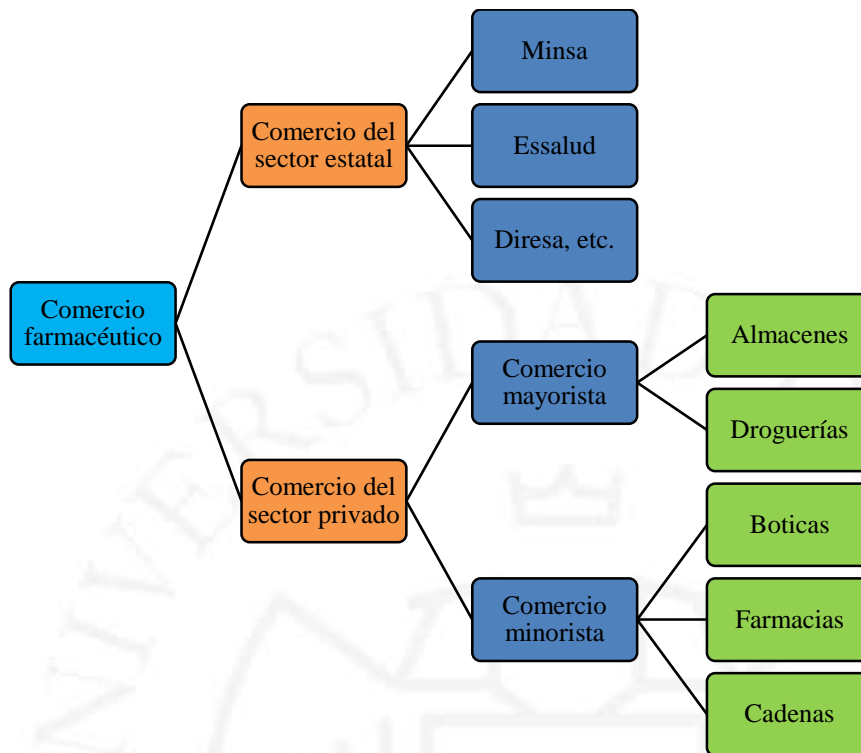 Minsa
Comercio del
sector estatal
Essalud
Diresa, etc.
Comercio
farmacéutico
Almacenes
Comercio
mayorista
Droguerías
Comercio del
sector privado
Boticas
Comercio
minorista
Farmacias
Cadenas
UNIVERSIDAD